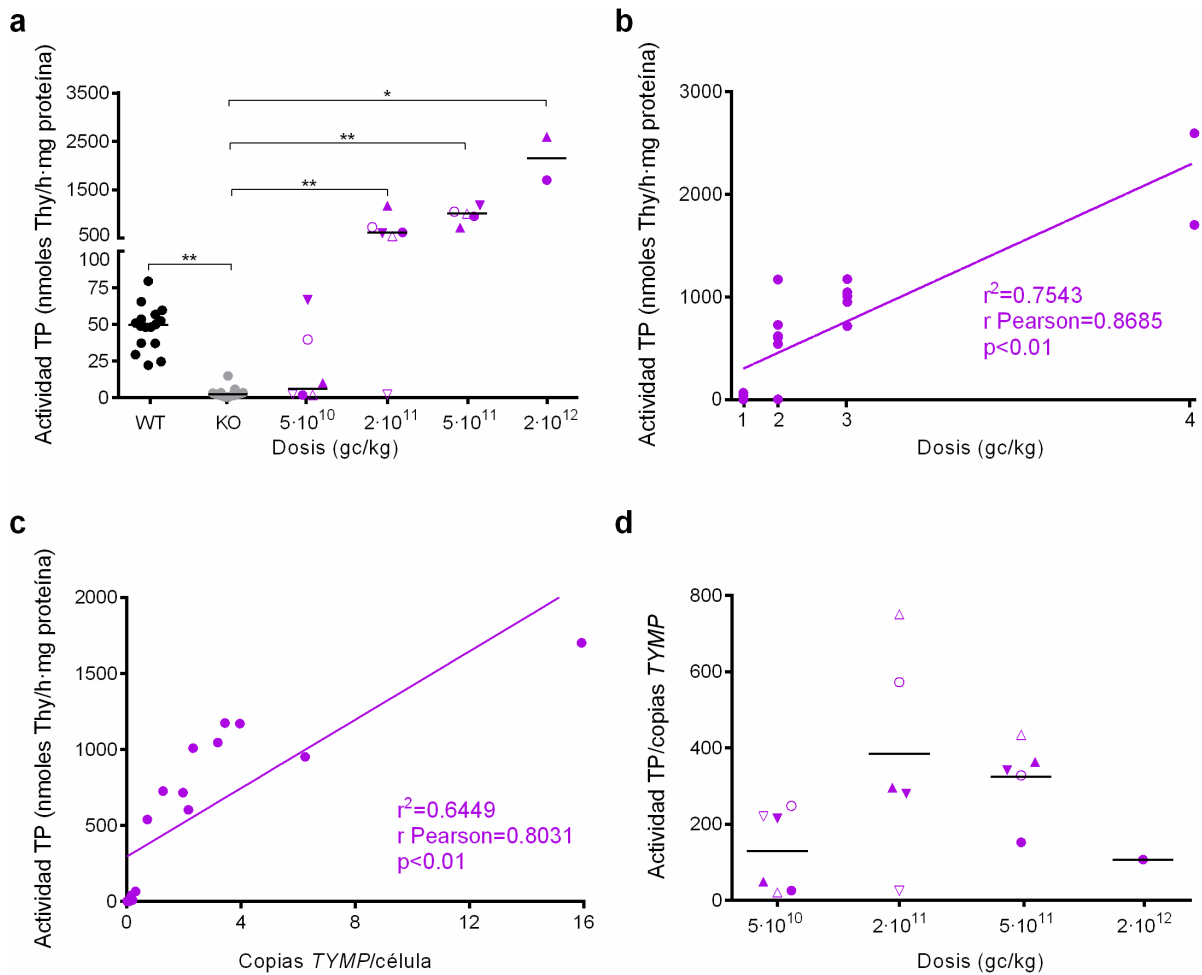 a
Actividad TP (nmoles Thy/h·mg proteína)
3500
2500
1500
500
100
75
50
25
0
**
**
**
*
WT KO 5·10¹⁰ 2·10¹¹ 5·10¹¹ 2·10¹²
Dosis (gc/kg)
b
Actividad TP (nmoles Thy/h·mg proteína)
3000
2000
1000
0
r²=0.7543
r Pearson=0.8685
p<0.01
1 2 3 4
Dosis (gc/kg)
c
Actividad TP (nmoles Thy/h·mg proteína)
2000
1500
1000
500
0
r²=0.6449
r Pearson=0.8031
p<0.01
0 4 8 12 16
Copias TYMP/célula
d
Actividad TP/copias TYMP
800
600
400
200
0
5·10¹⁰ 2·10¹¹ 5·10¹¹ 2·10¹²
Dosis (gc/kg)